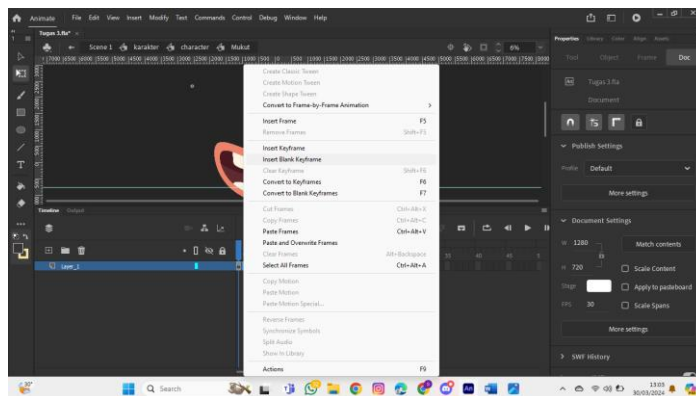 Animate File Edit View Insert Modify Text Commands Control Debug Window Help
Tugas 3.fla*
Scene 1 karakter character Mukut 6%
Create Classic Tween
Create Motion Tween
Create Shape Tween
Convert to Frame-by-Frame Animation
Insert Frame F5
Remove Frames Shift+F5
Insert Keyframe
Insert Blank Keyframe
Clear Keyframe Shift+F6
Convert to Keyframes F6
Convert to Blank Keyframes F7
Cut Frames Ctrl+Alt+X
Copy Frames Ctrl+Alt+C
Paste Frames Ctrl+Alt+V
Paste and Overwrite Frames
Clear Frames Alt+Backspace
Select All Frames Ctrl+Alt+A
Copy Motion
Paste Motion
Paste Motion Special...
Reverse Frames
Synchronize Symbols
Split Audio
Show In Library
Actions F9
Timeline Output
Layer_1
Properties Library Color Align Assets
Tool Object Frame Doc
Tugas 3.fla
Document
Publish Settings
Profile Default
More settings
Document Settings
W 1280 Match contents
H 720 Scale Content
Stage Apply to pasteboard
FPS 30 Scale Spans
More settings
SWF History
Search
13:03
30/03/2024